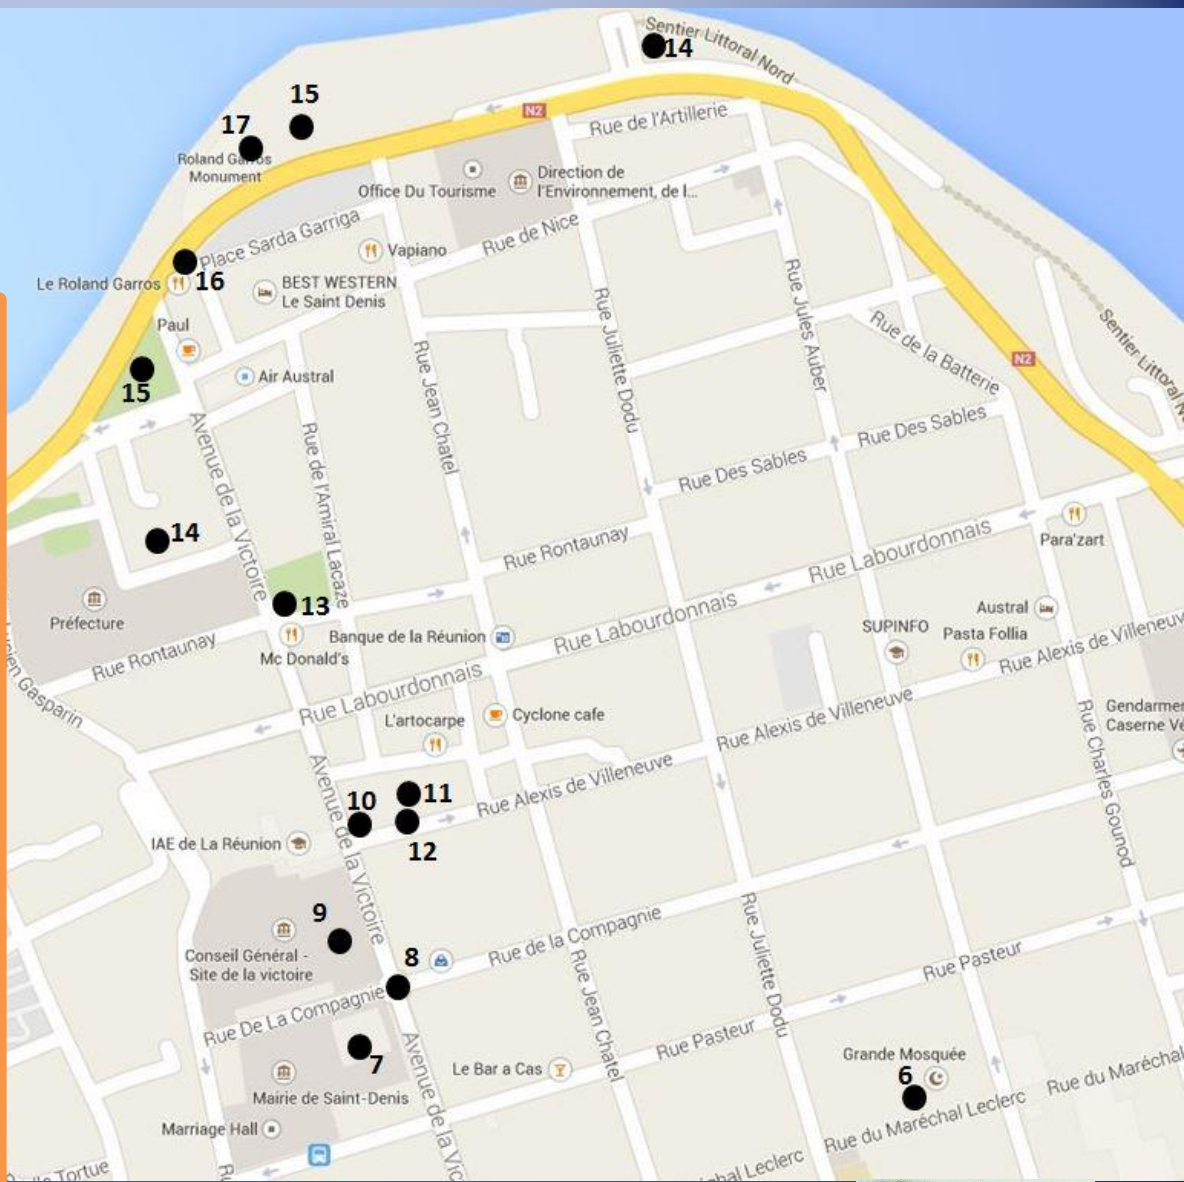 Sentier Littoral Nord
14
15
17
N2
Rue de l'Artillerie
Roland Garros
Monument
Office Du Tourisme
Direction de
l'Environnement, de l...
Place Sarda Garriga
Vapiano
Rue de Nice
Le Roland Garros
16
BEST WESTERN
Le Saint Denis
Rue Juliette Dodu
Rue Jules Auber
Sentier Littoral
Paul
Rue de la Batterie
N2
Rue Jean Chatel
15
Air Austral
Avenue de la Victoire
Rue de l'Amiral Lacaze
Rue Des Sables
Rue Des Sables
14
Rue Rontaunay
Rue Labourdonnais
Para'zart
Préfecture
13
Mc Donald's
Banque de la Réunion
Rue Labourdonnais
SUPINFO
Austral
Pasta Follia
Rue Alexis de Villeneuv
Rue Rontaunay
Gasparin
Rue Labourdonnais
L'artocarpe
Cyclone cafe
Rue Alexis de Villeneuve
Rue Charles Gounod
Gendarmer
Caserne Vé
Avenue de la Victoire
Rue Alexis de Villeneuve
10
11
12
IAE de La Réunion
9
Conseil Général -
Site de la victoire
8
Rue de la Compagnie
Rue Juliette Dodu
Rue Jean Chatel
Rue Pasteur
Rue De La Compagnie
7
Avenue de la Vic
Le Bar a Cas
Rue Pasteur
Grande Mosquée
6
Rue du Maréchal
Mairie de Saint-Denis
Marriage Hall
Rue du Maréchal Leclerc
hal Leclerc
Tortue
Ru